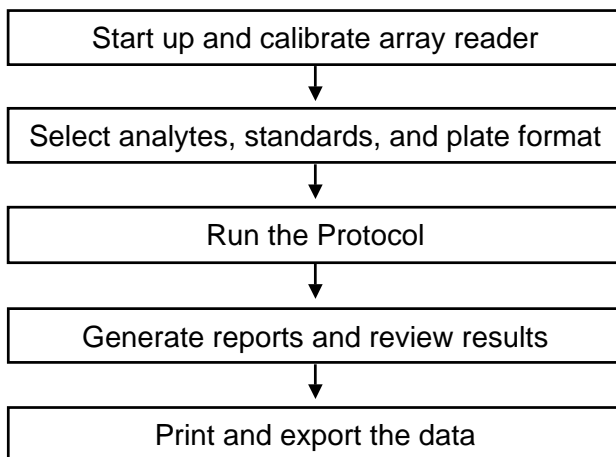 Start up and calibrate array reader
Select analytes, standards, and plate format
Run the Protocol
Generate reports and review results
Print and export the data